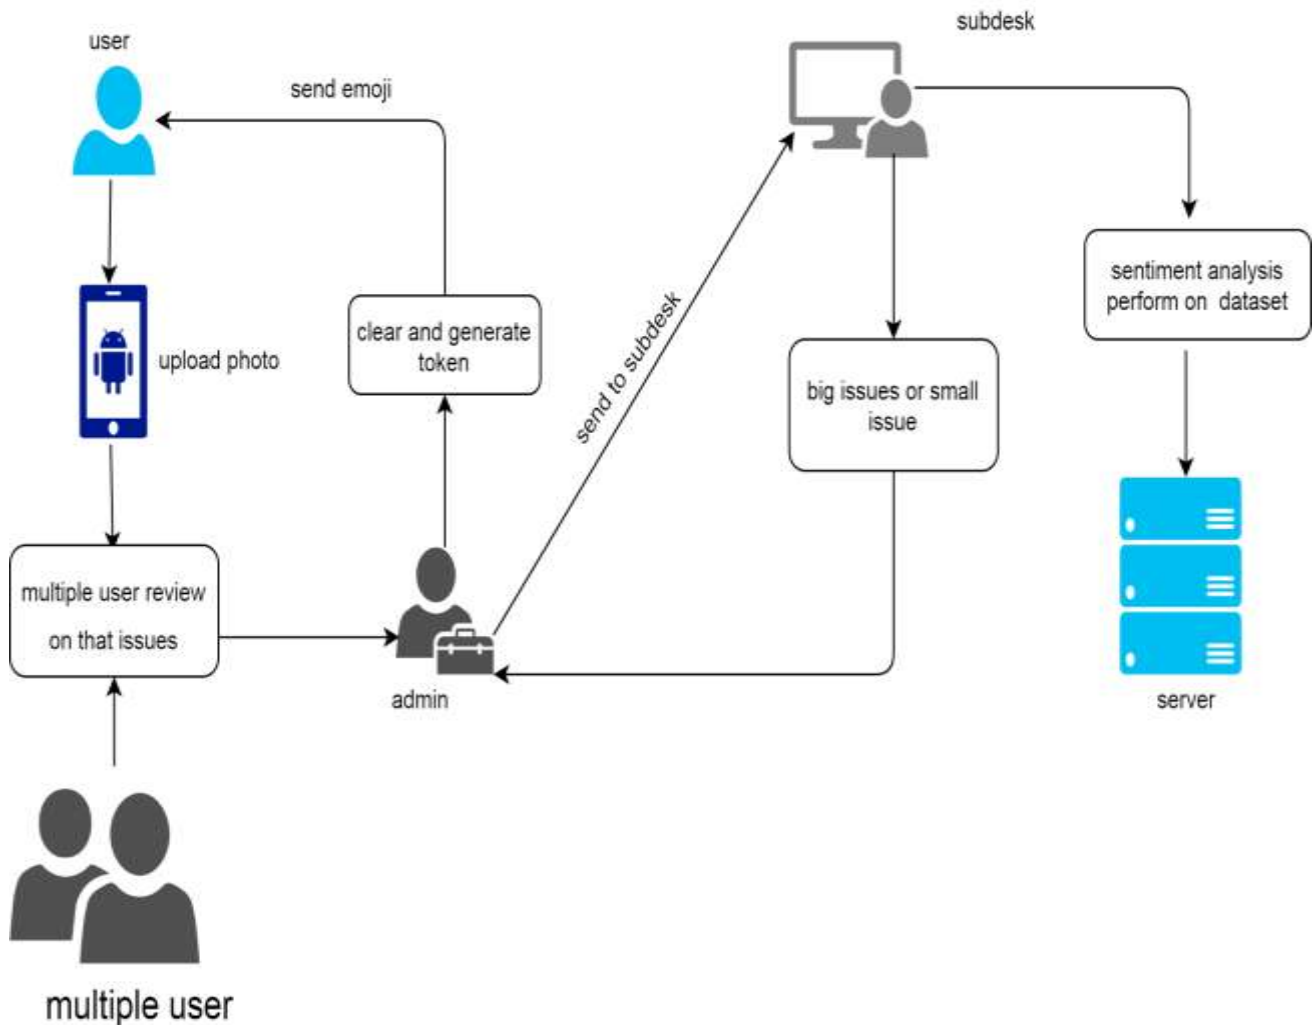 user
subdesk
send emoji
sentiment analysis
perform on dataset
clear and generate
token
upload photo
send to subdesk
big issues or small
issue
multiple user review
on that issues
admin
server
multiple user